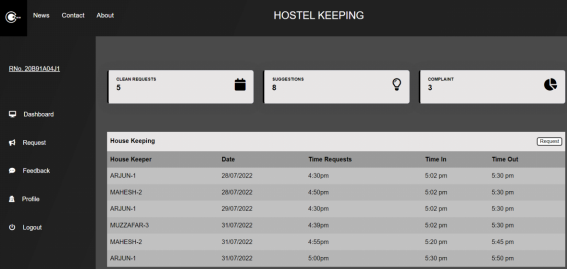 News Contact About HOSTEL KEEPING
RNo. 20B91A04J1
CLEAN REQUESTS
5
SUGGESTIONS
8
COMPLAINT
3
Dashboard
Request
Feedback
Profile
Logout
House Keeping Request
House Keeper Date Time Requests Time In Time Out
ARJUN-1 28/07/2022 4:30pm 5:02 pm 5:30 pm
MAHESH-2 28/07/2022 4:50pm 5:02 pm 5:30 pm
ARJUN-1 29/07/2022 4:30pm 5:02 pm 5:30 pm
MUZZAFAR-3 31/07/2022 4:39pm 5:02 pm 5:30 pm
MAHESH-2 31/07/2022 4:55pm 5:20 pm 5:45 pm
ARJUN-1 31/07/2022 5:00pm 5:30 pm 5:50 pm